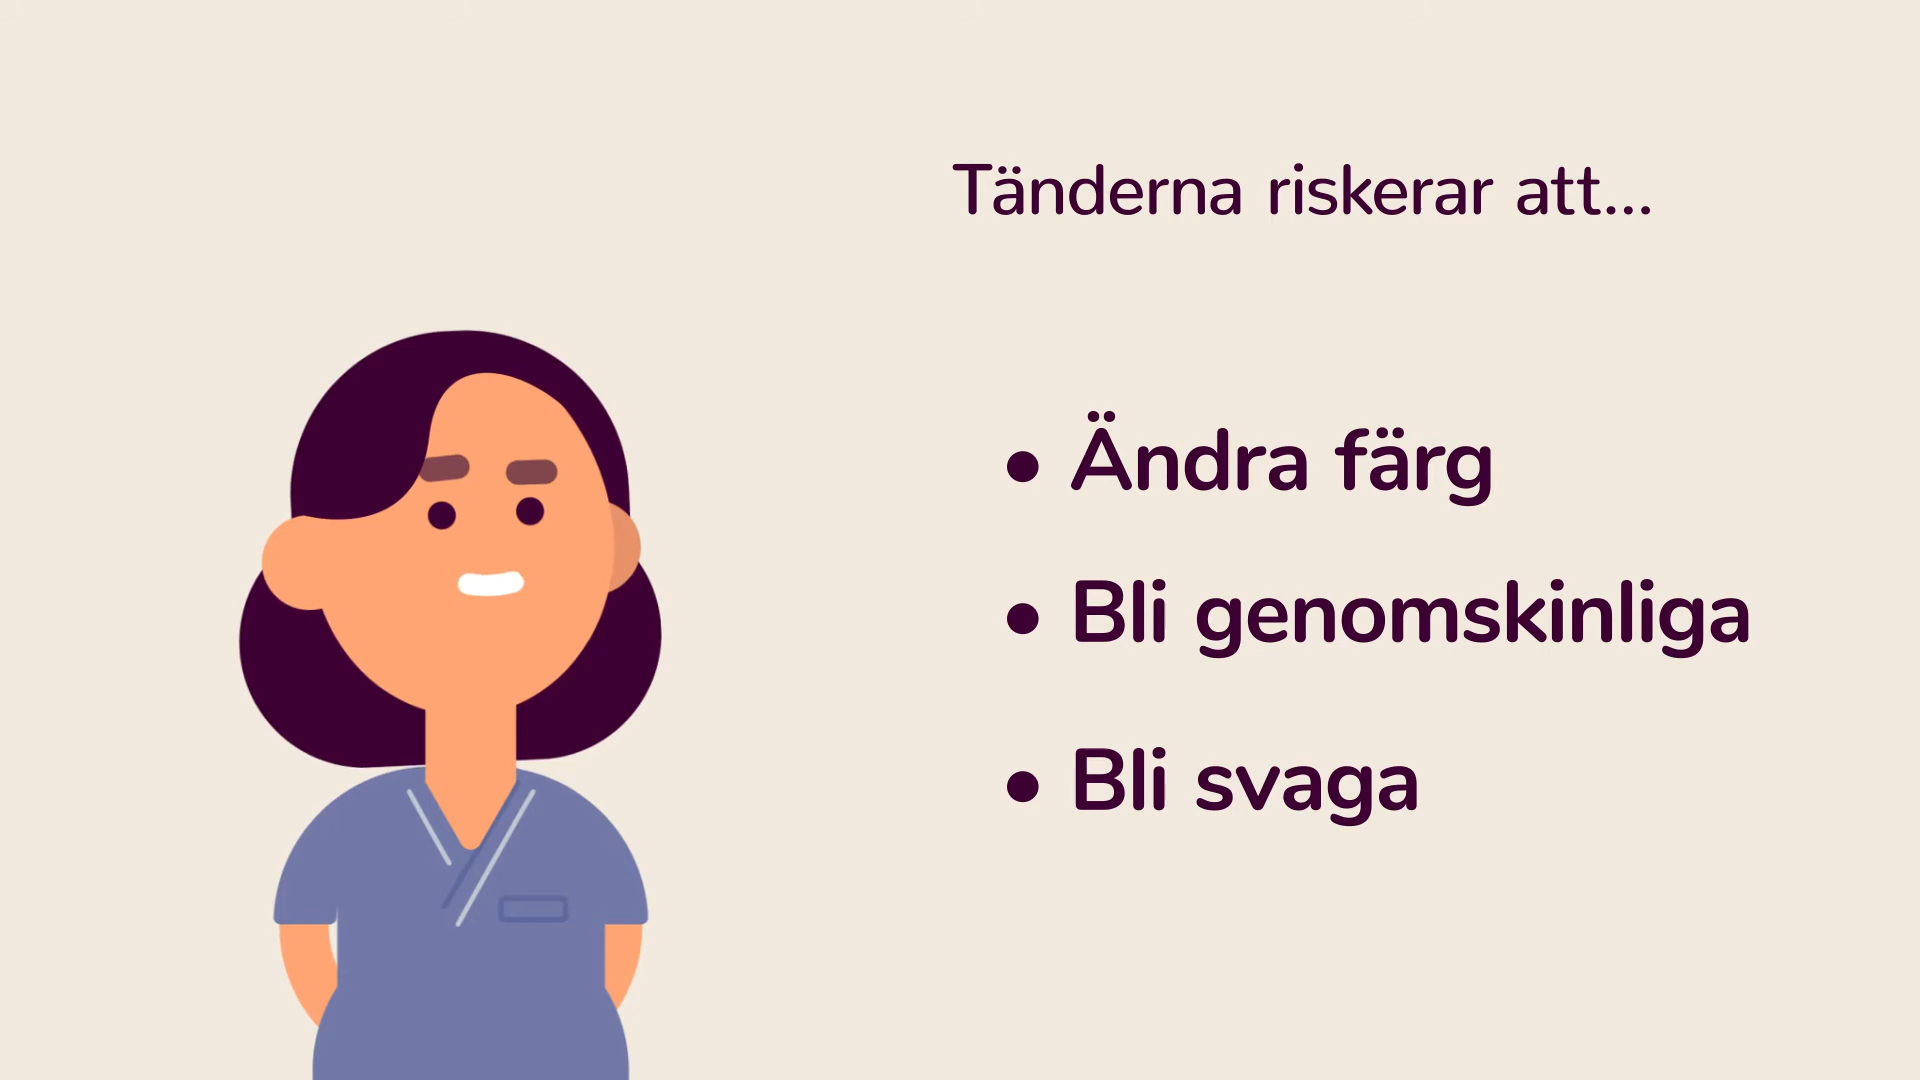 Tänderna riskerar att...
• Ändra färg
• Bli genomskinliga
• Bli svaga